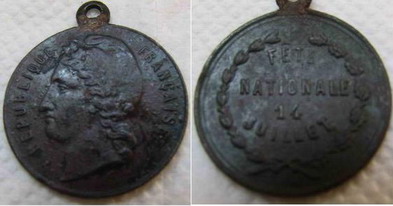 REPUBLIQUE FRANÇAISE
FÊTE
NATIONALE
14
JUILLET